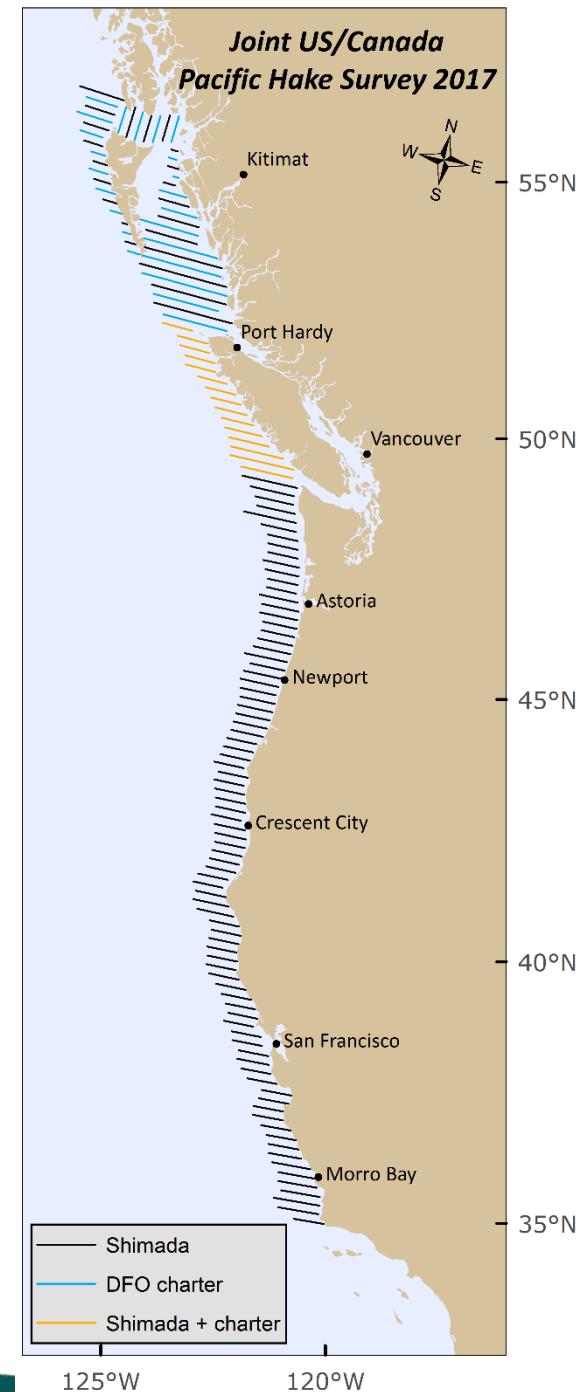 Joint US/Canada
Pacific Hake Survey 2017
N
W
E
S
Kitimat
55°N
Port Hardy
Vancouver
50°N
Astoria
Newport
45°N
Crescent City
40°N
San Francisco
Morro Bay
35°N
Shimada
DFO charter
Shimada + charter
125°W
120°W